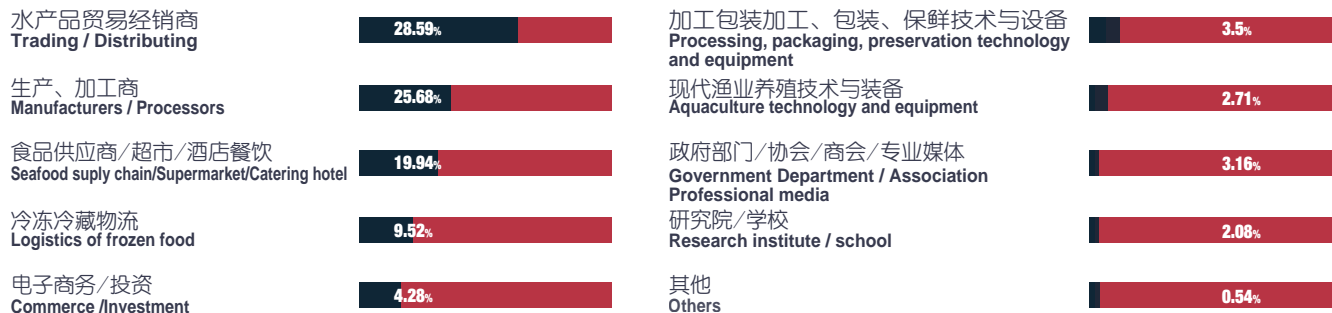 水产品贸易经销商
Trading / Distributing
28.59%
生产、加工商
Manufacturers / Processors
25.68%
食品供应商/超市/酒店餐饮
Seafood suply chain/Supermarket/Catering hotel
19.94%
冷冻冷藏物流
Logistics of frozen food
9.52%
电子商务/投资
Commerce /Investment
4.28%
加工包装加工、包装、保鲜技术与设备
Processing, packaging, preservation technology
and equipment
3.5%
现代渔业养殖技术与装备
Aquaculture technology and equipment
2.71%
政府部门/协会/商会/专业媒体
Government Department / Association
Professional media
3.16%
研究院/学校
Research institute / school
2.08%
其他
Others
0.54%